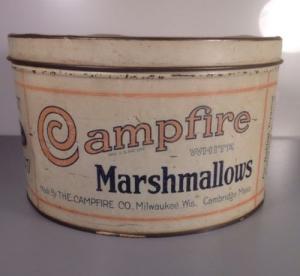 Campfire
WHITE
Marshmallows
Made By THE CAMPFIRE CO. Milwaukee, Wis. Cambridge, Mass.